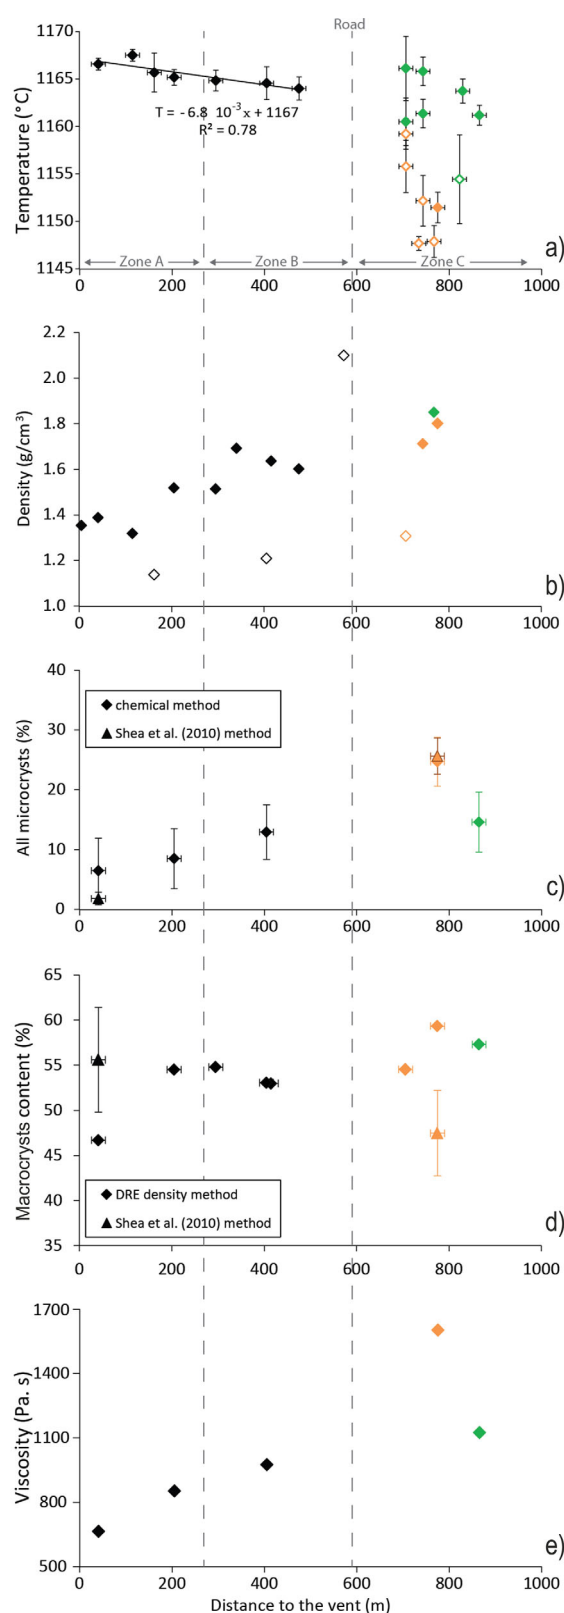 Road
1170
1165
1160
1155
1150
1145
Temperature (°C)
T = -6.8 10⁻³x + 1167
R² = 0.78
Zone A
Zone B
Zone C
a)
0 200 400 600 800 1000
2.2
2.0
1.8
1.6
1.4
1.2
1.0
Density (g/cm³)
b)
0 200 400 600 800 1000
40
30
20
10
0
All microcrysts (%)
chemical method
Shea et al. (2010) method
c)
0 200 400 600 800 1000
65
60
55
50
45
40
35
Macrocrysts content (%)
DRE density method
Shea et al. (2010) method
d)
0 200 400 600 800 1000
1700
1400
1100
800
500
Viscosity (Pa. s)
e)
0 200 400 600 800 1000
Distance to the vent (m)